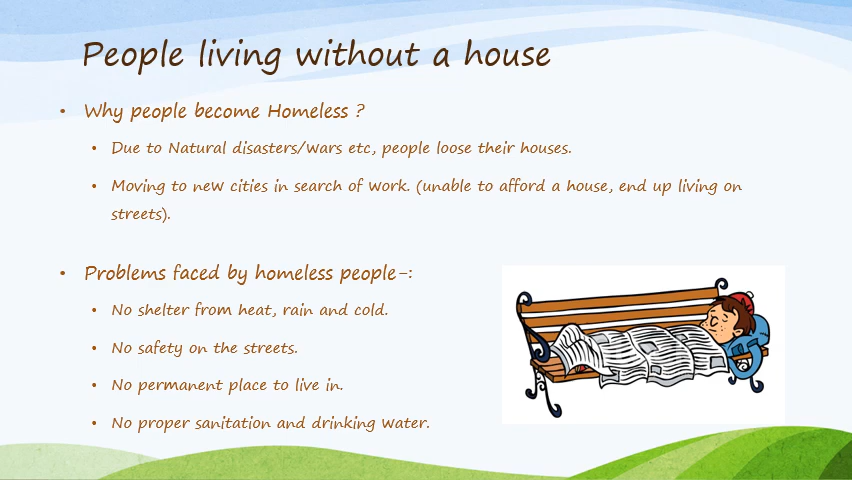 People living without a house
• Why people become Homeless ?
• Due to Natural disasters/wars etc, people loose their houses.
• Moving to new cities in search of work. (unable to afford a house, end up living on
streets).
• Problems faced by homeless people-:
• No shelter from heat, rain and cold.
• No safety on the streets.
• No permanent place to live in.
• No proper sanitation and drinking water.